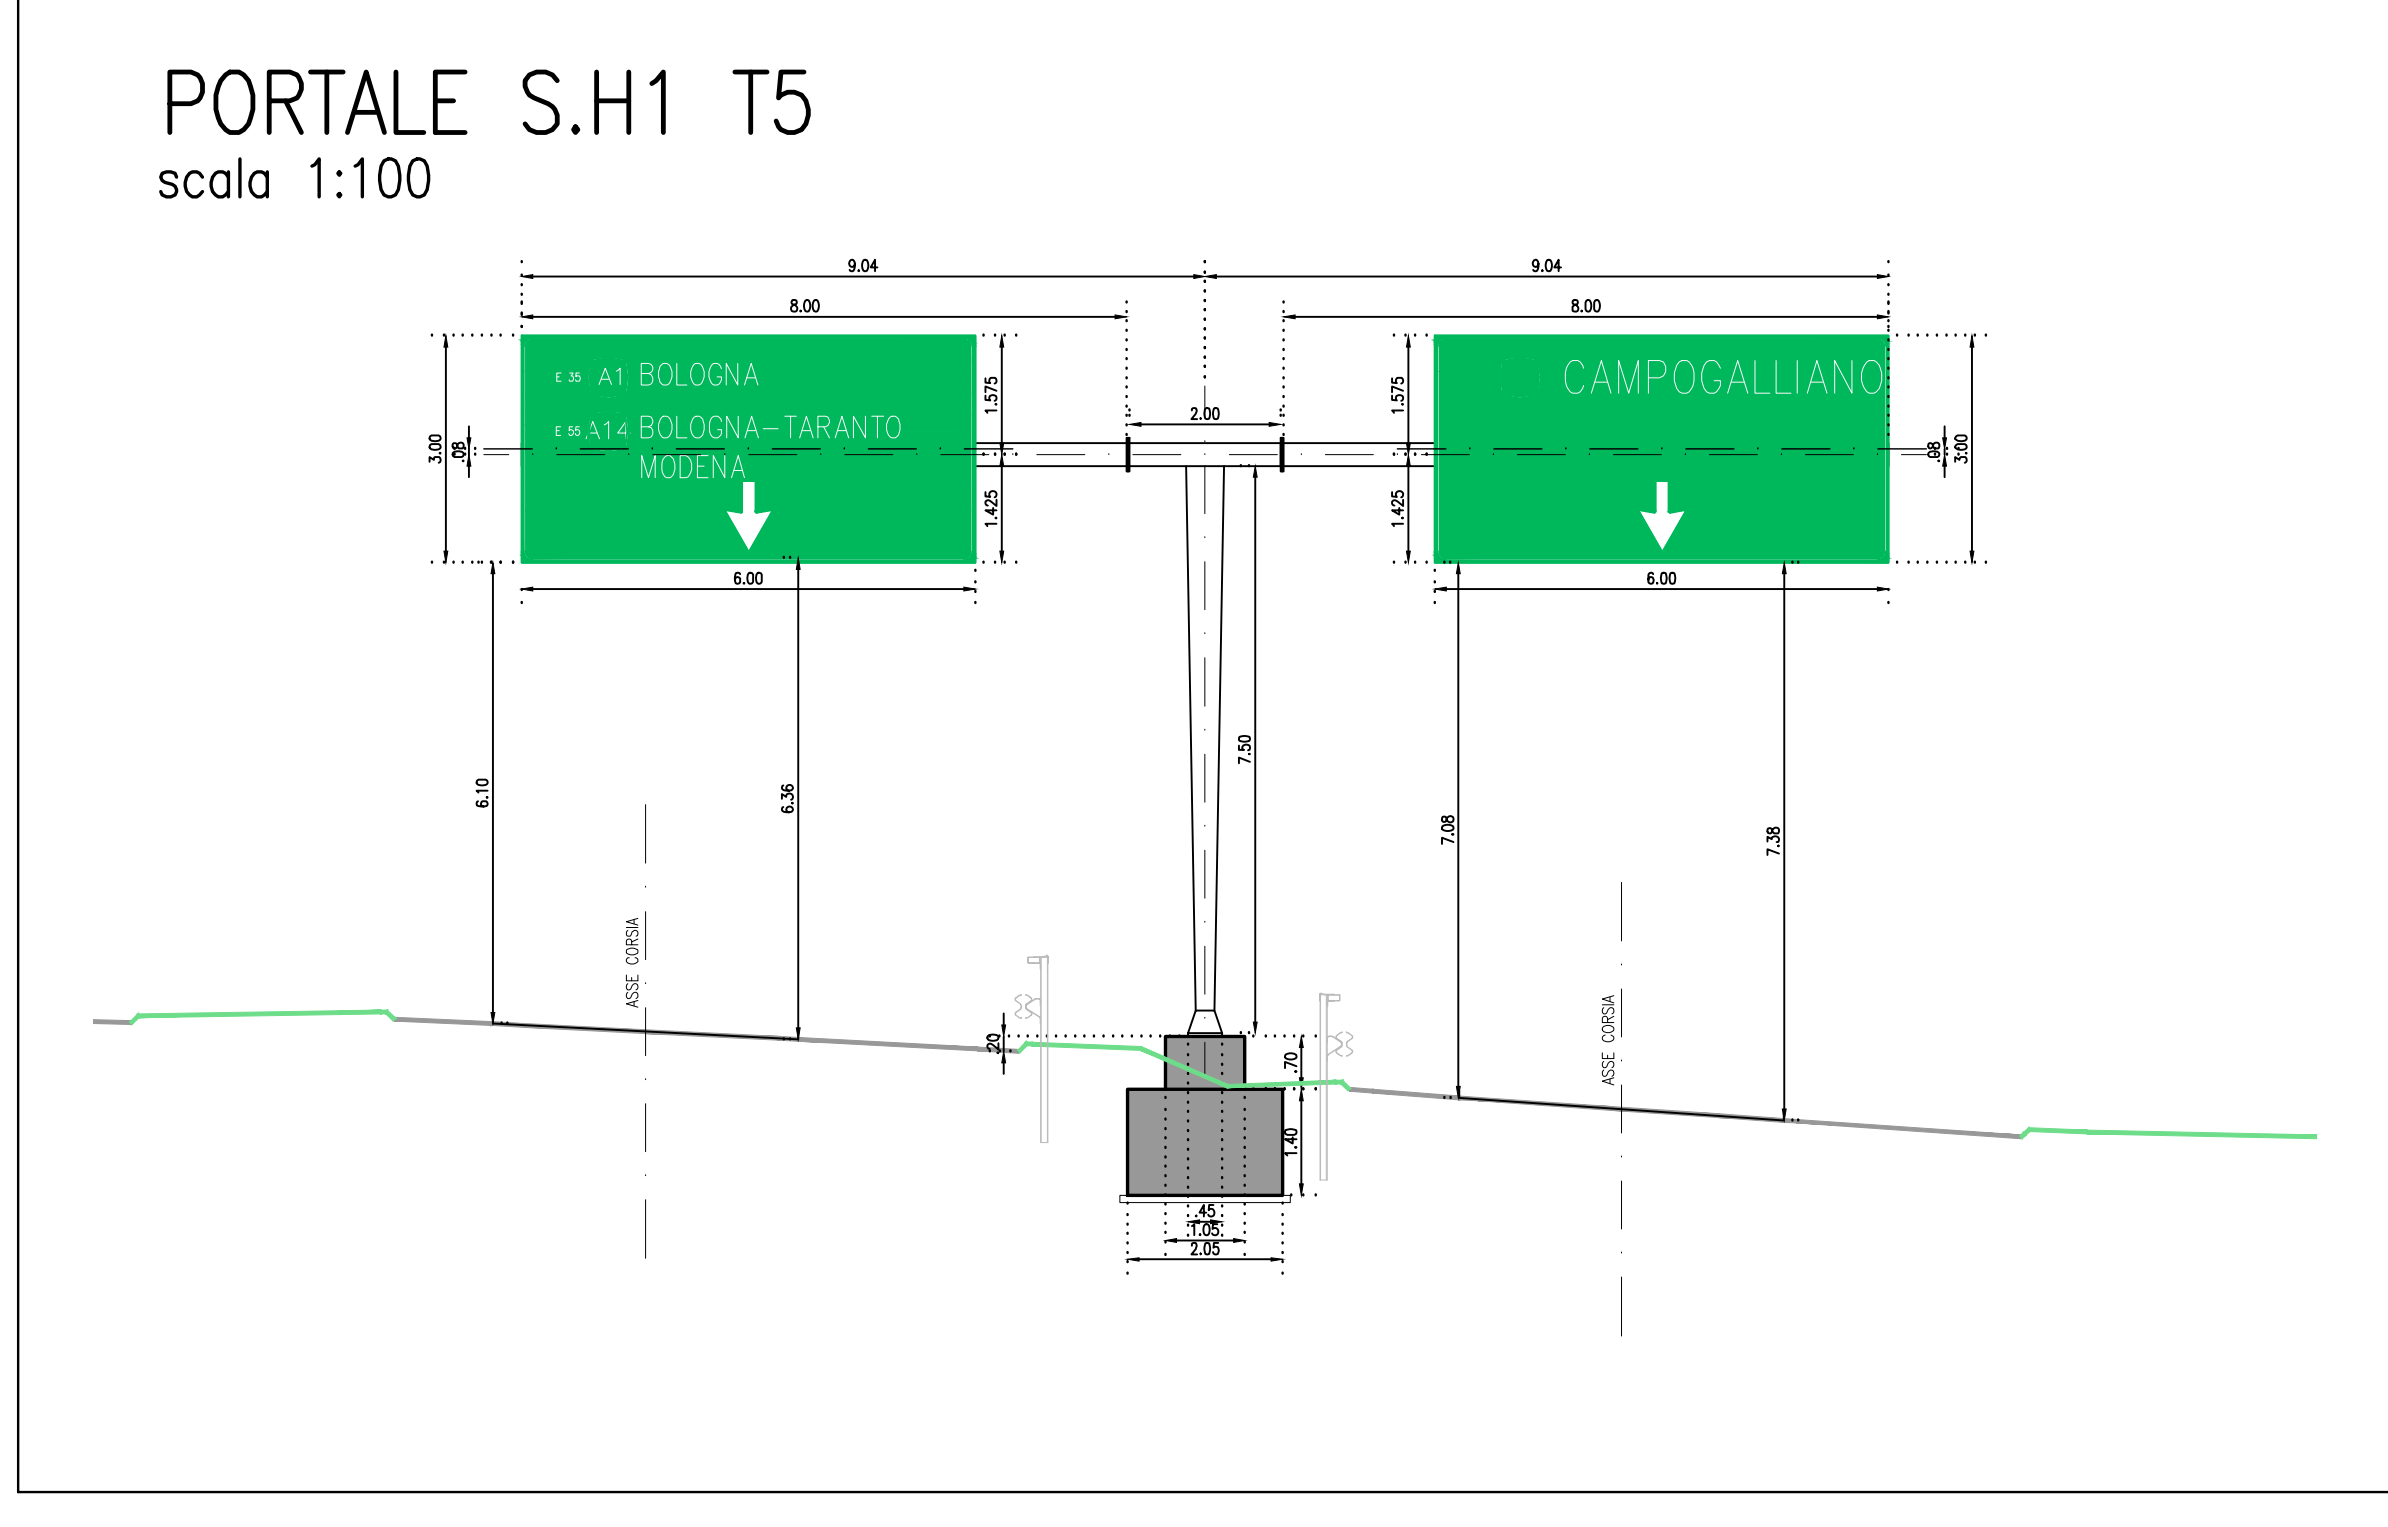 PORTALE S.H1 T5
scala 1:100
9.04 9.04
8.00 8.00
E 35 A1 BOLOGNA
E 55 A14 BOLOGNA-TARANTO
MODENA
CAMPOGALLIANO
3.00
.08
1.575
1.425
2.00
1.575
1.425
.08
3.00
6.00 6.00
6.10
6.36
7.50
7.08
7.38
ASSE CORSIA
ASSE CORSIA
.20
.70
1.40
.45
1.05
2.05